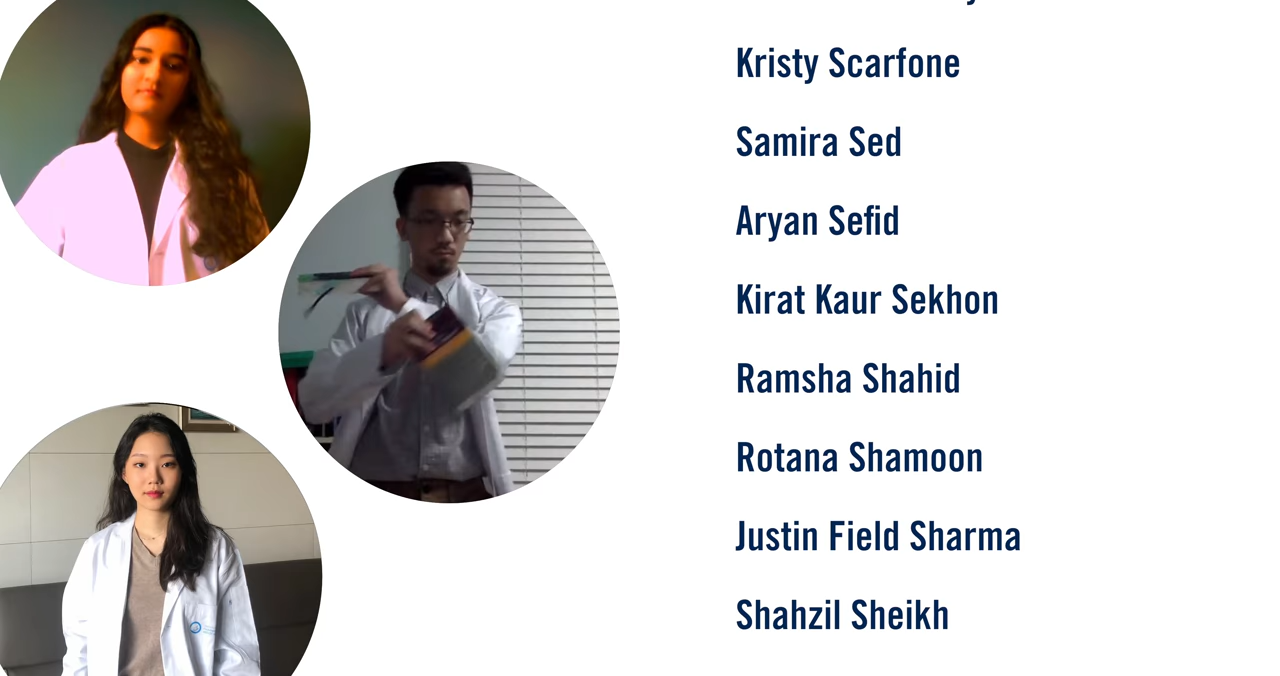 Kristy Scarfone
Samira Sed
Aryan Sefid
Kirat Kaur Sekhon
Ramsha Shahid
Rotana Shamoon
Justin Field Sharma
Shahzil Sheikh